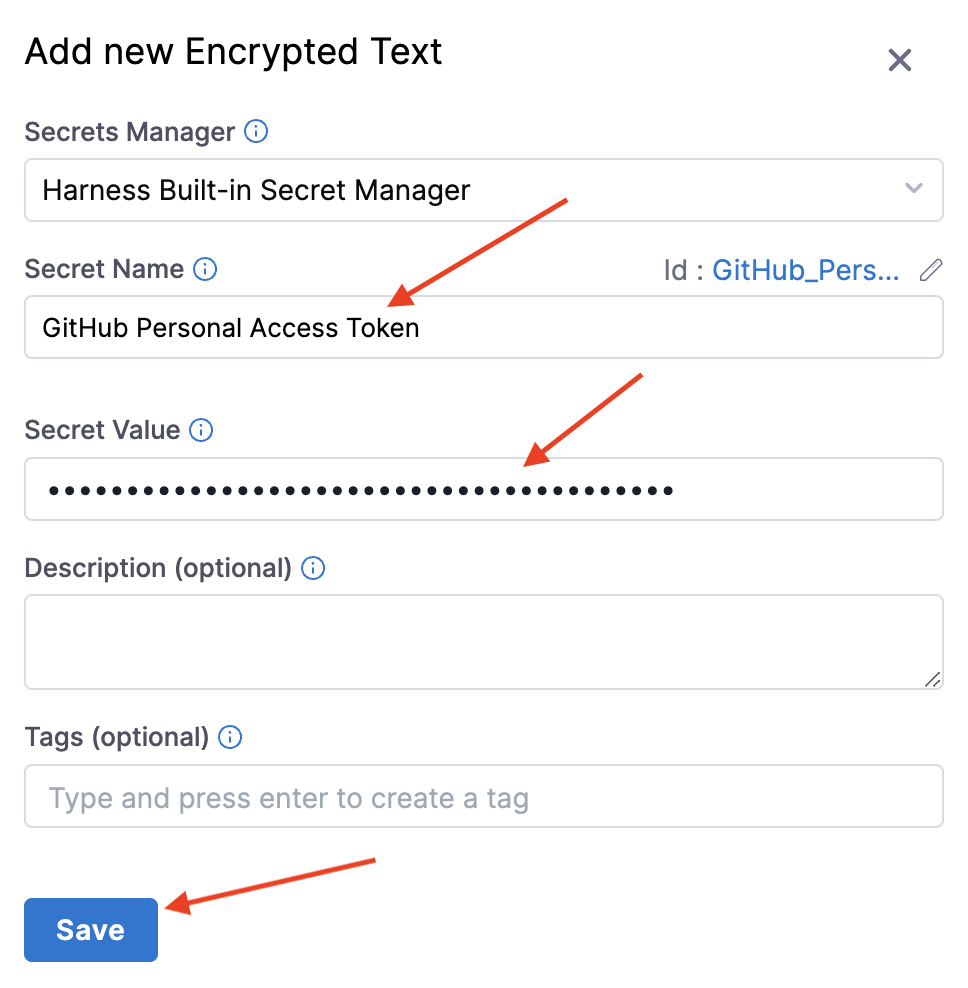 Add new Encrypted Text
Secrets Manager
Harness Built-in Secret Manager
Secret Name
Id : GitHub_Pers...
GitHub Personal Access Token
Secret Value
••••••••••••••••••••••••••••••••••••••••
Description (optional)
Tags (optional)
Type and press enter to create a tag
Save